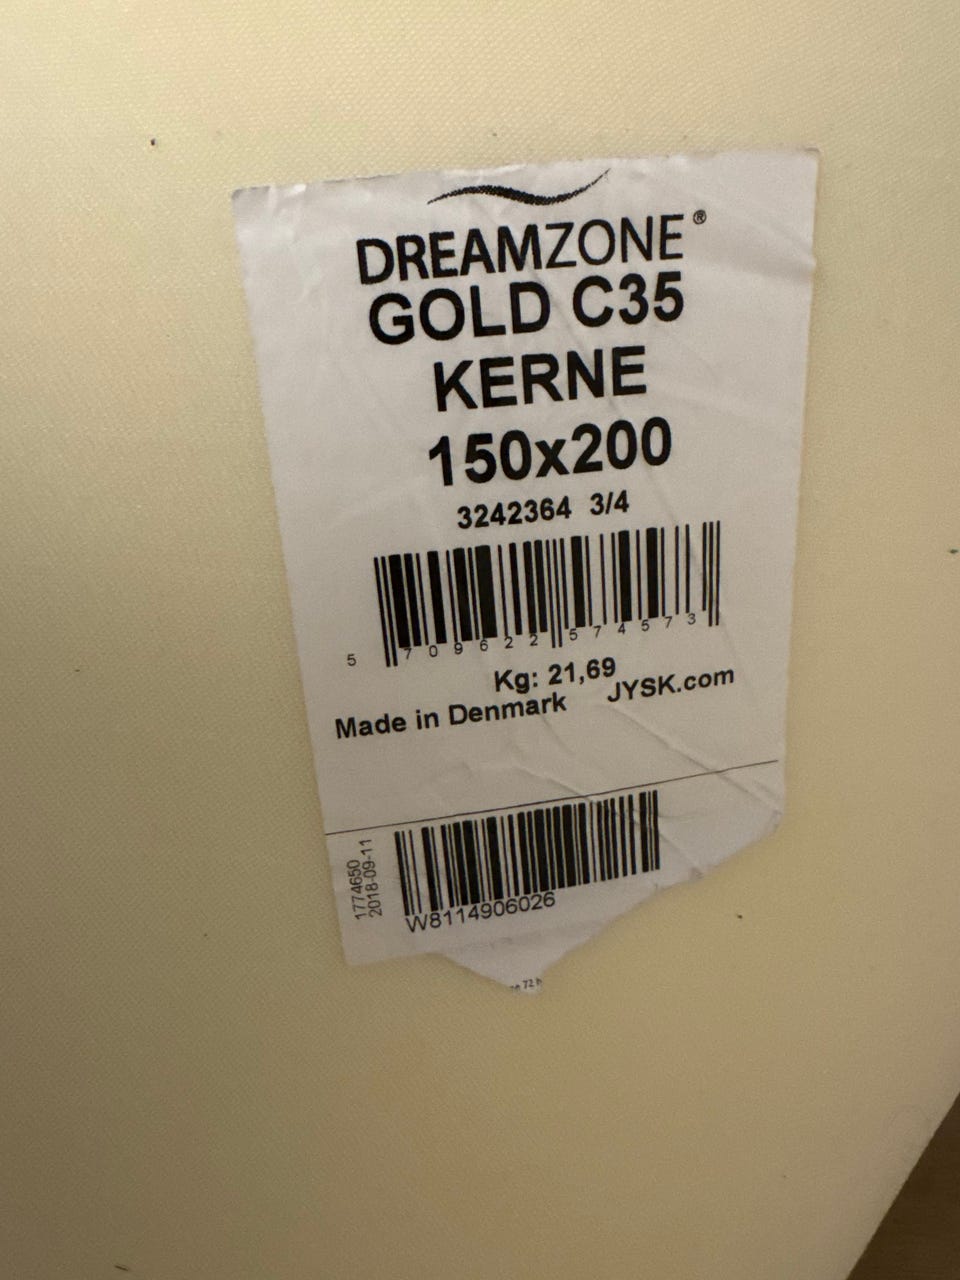 DREAMZONE®
GOLD C35
KERNE
150x200
3242364 3/4
5 709622 574573
Kg: 21,69
Made in Denmark JYSK.com
1774650
2018-09-11
W8114906026
72 h